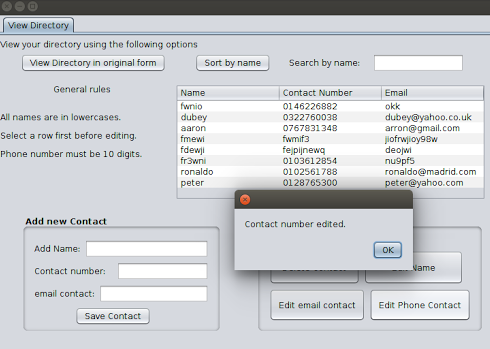 View Directory
View your directory using the following options
View Directory in original form Sort by name Search by name:
General rules
All names are in lowercases.
Select a row first before editing.
Phone number must be 10 digits.
Name Contact Number Email
fwnio 0146226882 okk
dubey 0322760038 dubey@yahoo.co.uk
aaron 0767831348 arron@gmail.com
fmewi fwmif3 jiofrwjioy98w
fdewji fejpijnewq deojwi
fr3wni 0103612854 nu9pf5
ronaldo 0102561788 ronaldo@madrid.com
peter 0128765300 peter@yahoo.com
Contact number edited.
OK
Add new Contact
Add Name:
Contact number:
email contact:
Save Contact
Name
Edit email contact Edit Phone Contact